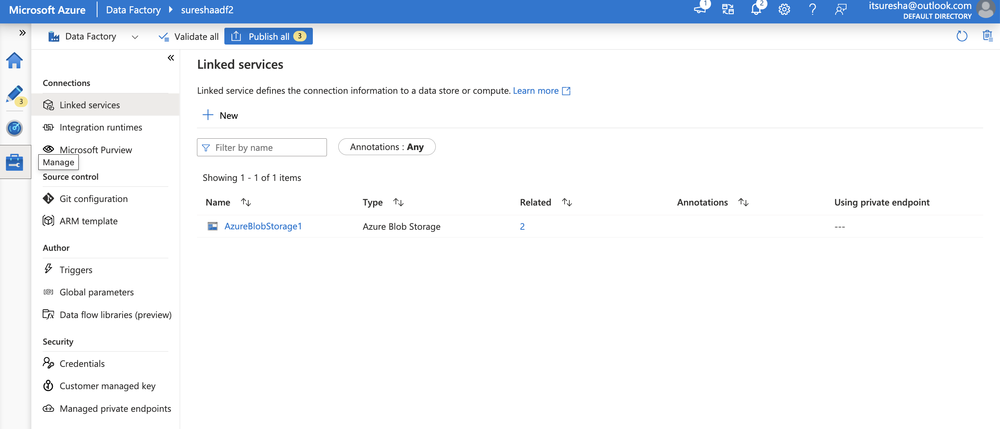 Microsoft Azure
Data Factory
sureshaadf2
1
2
itsuresha@outlook.com
DEFAULT DIRECTORY
Data Factory
Validate all
Publish all 3
3
Connections
Linked services
Integration runtimes
Microsoft Purview
Manage
Source control
Git configuration
ARM template
Author
Triggers
[@] Global parameters
Data flow libraries (preview)
Security
Credentials
Customer managed key
Managed private endpoints
Linked services
Linked service defines the connection information to a data store or compute. Learn more
New
Filter by name
Annotations : Any
Showing 1 - 1 of 1 items
Name Type Related Annotations Using private endpoint
AzureBlobStorage1 Azure Blob Storage 2 ---